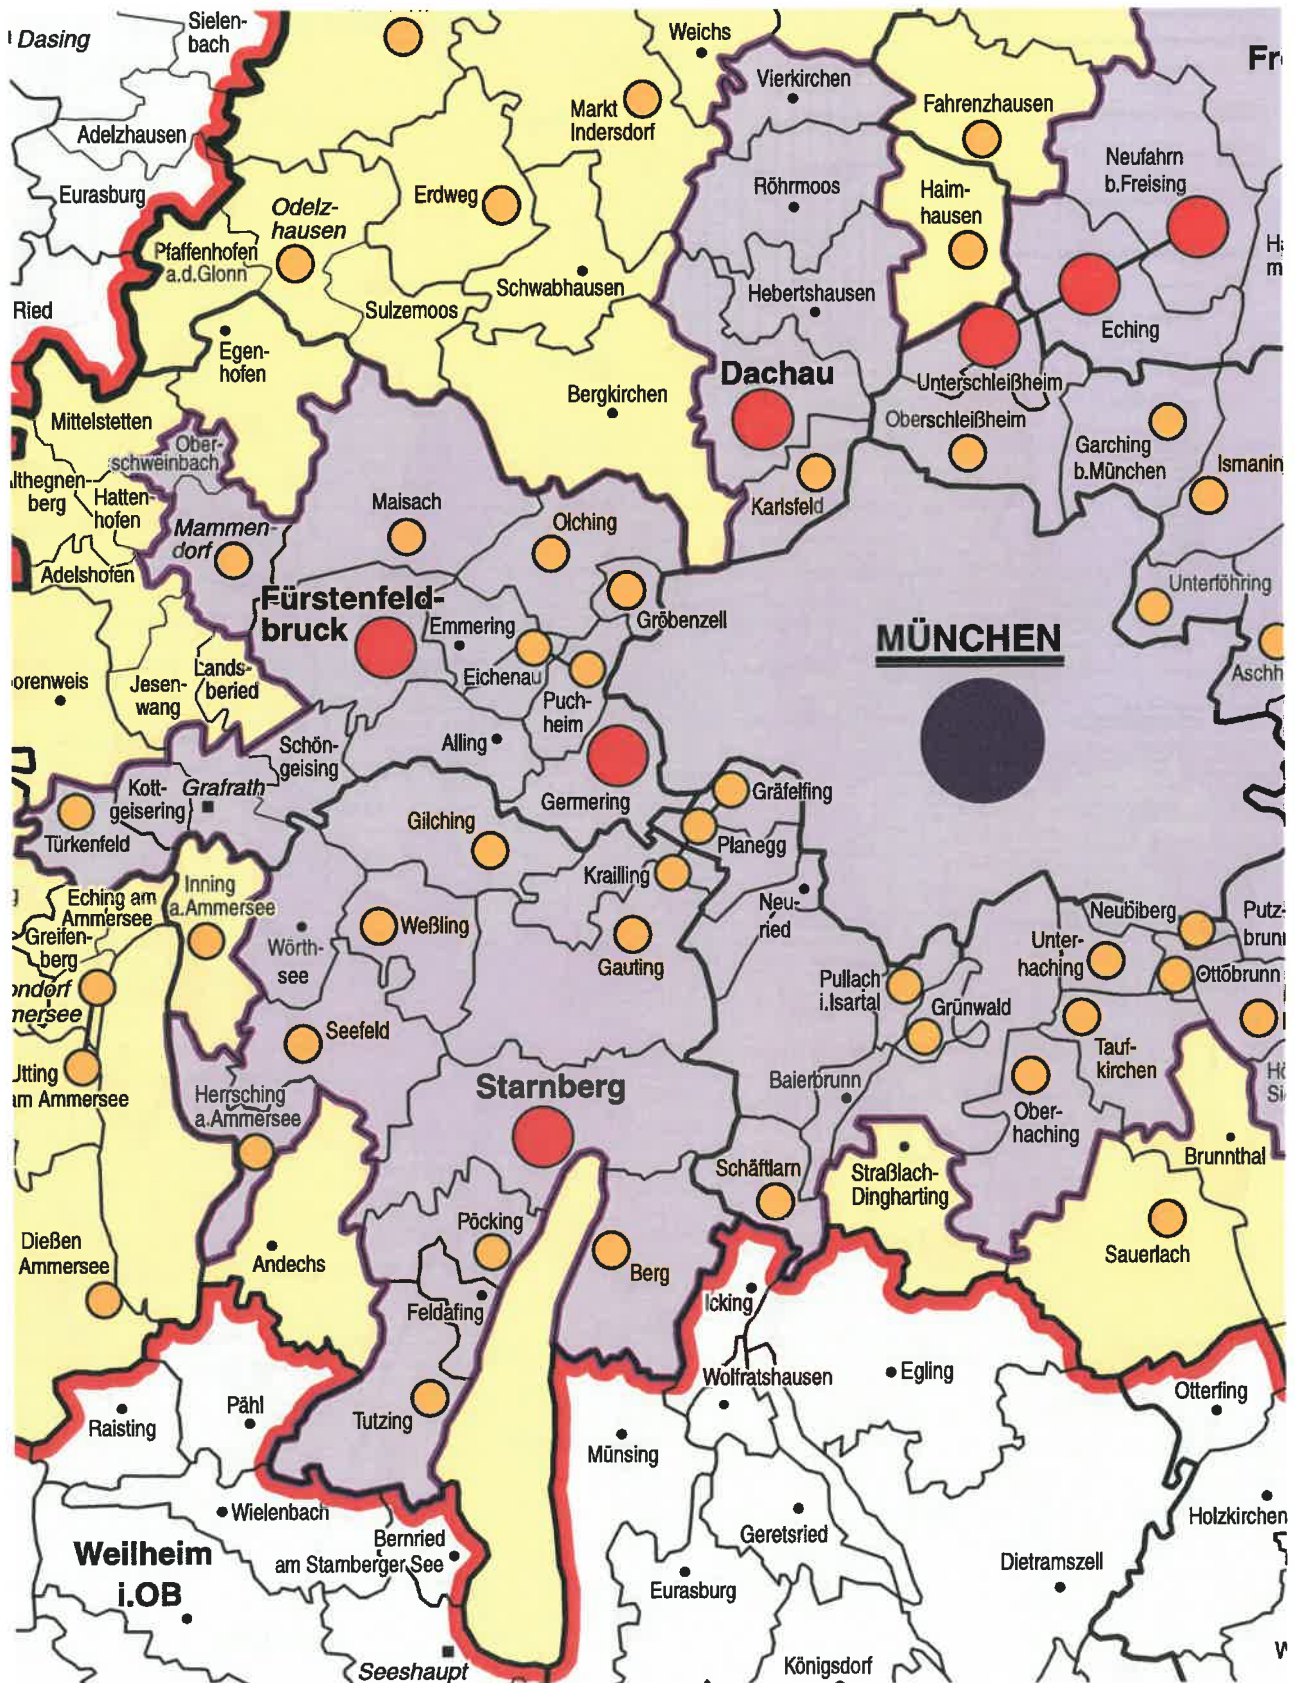 Sielen-
bach
Dasing
Weichs
Fr
Vierkirchen
Markt
Indersdorf
Fahrenzhausen
Adelzhausen
Neufahrn
b.Freising
Eurasburg
Erdweg
Röhrmoos
Haim-
hausen
Odelz-
hausen
Pfaffenhofen
a.d.Glonn
Schwabhausen
Hebertshausen
Ried
Sulzemoos
Eching
Egen-
hofen
Dachau
Unterschleißheim
Bergkirchen
Mittelstetten
Oberschleißheim
Ober-
schweinbach
Garching
b.München
Ismanin
lthegnen-
berg
Hatten-
hofen
Maisach
Karlsfeld
Mammen-
dorf
Olching
Adelshofen
Unterföhring
Fürstenfeld-
bruck
Gröbenzell
Emmering
MÜNCHEN
Eichenau
Aschh
Lands-
beried
orenweis
Jesen-
wang
Puch-
heim
Schön-
geising
Alling
Kott-
geisering
Grafrath
Germering
Gräfelfing
Türkenfeld
Gilching
Planegg
Krailling
Inning
a.Ammersee
Eching am
Ammersee
Neu-
ried
Neubiberg
Putz-
brunn
Greifen-
berg
Weßling
Wörth-
see
Gauting
Unter-
haching
Ottobrunn
ondorf
mersee
Pullach
i.Isartal
Grünwald
Seefeld
Tauf-
kirchen
Utting
am Ammersee
Starnberg
Baierbrunn
Hö
Si
Herrsching
a.Ammersee
Ober-
haching
Brunnthal
Schäftlarn
Straßlach-
Dingharting
Pöcking
Dießen
Ammersee
Andechs
Berg
Sauerlach
Feldafing
Icking
Wolfratshausen
Egling
Otterfing
Pähl
Raisting
Tutzing
Münsing
Wielenbach
Holzkirchen
Bernried
am Starnberger See
Geretsried
Weilheim
i.OB
Dietramszell
Eurasburg
Seeshaupt
Königsdorf